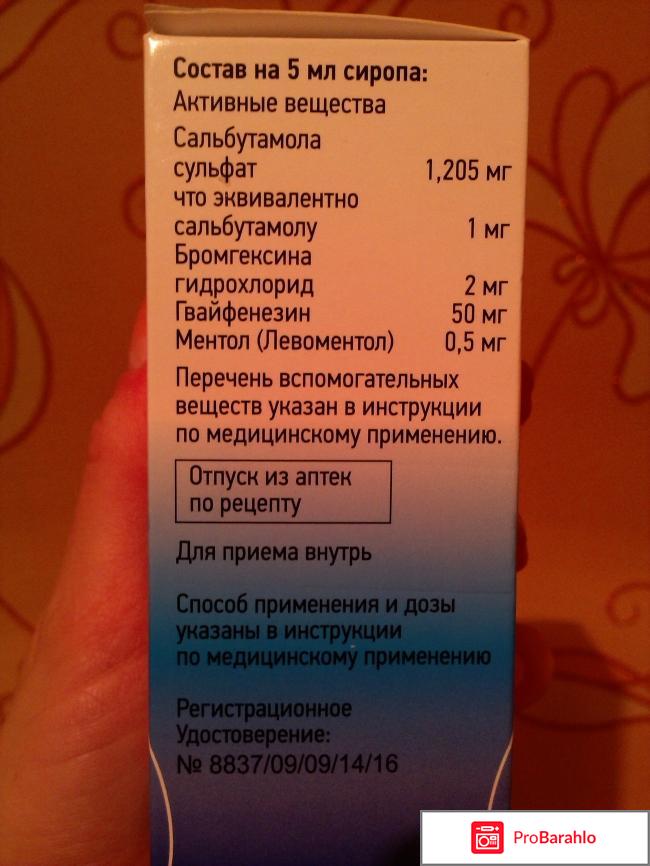 Состав на 5 мл сиропа:
Активные вещества
Сальбутамола
сульфат 1,205 мг
что эквивалентно
сальбутамолу 1 мг
Бромгексина
гидрохлорид 2 мг
Гвайфенезин 50 мг
Ментол (Левоментол) 0,5 мг
Перечень вспомогательных
веществ указан в инструкции
по медицинскому применению.
Отпуск из аптек
по рецепту
Для приема внутрь
Способ применения и дозы
указаны в инструкции
по медицинскому применению
Регистрационное
Удостоверение:
№ 8837/09/09/14/16
ProBarahlo